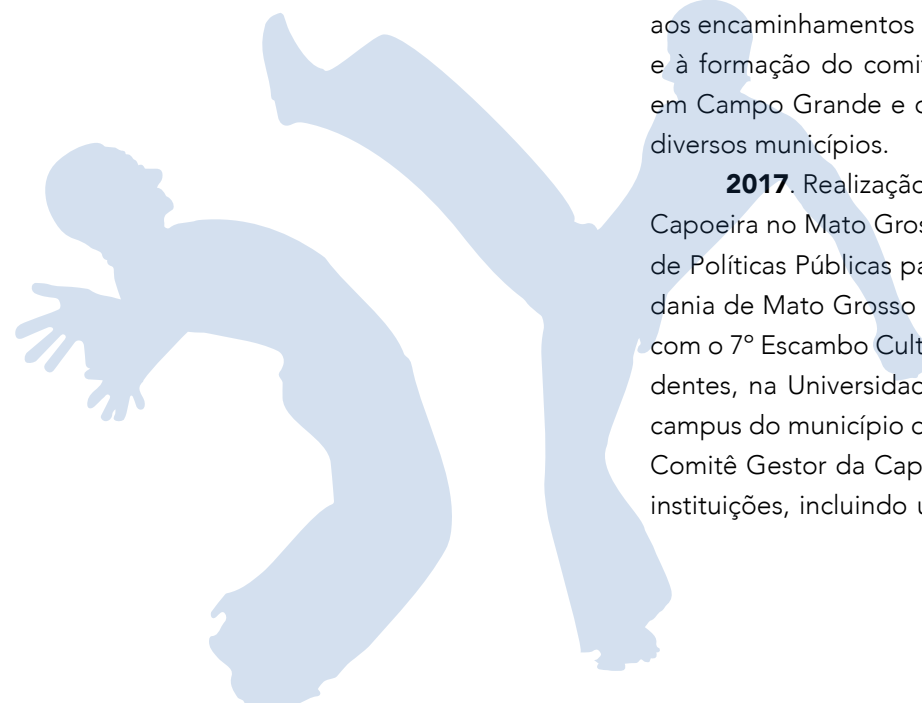 aos encaminhamentos
e à formação do comi
em Campo Grande e
diversos municípios.
2017. Realização
Capoeira no Mato Gros
de Políticas Públicas pa
dania de Mato Grosso
com o 7º Escambo Cult
dentes, na Universidad
campus do município
Comitê Gestor da Cap
instituições, incluindo